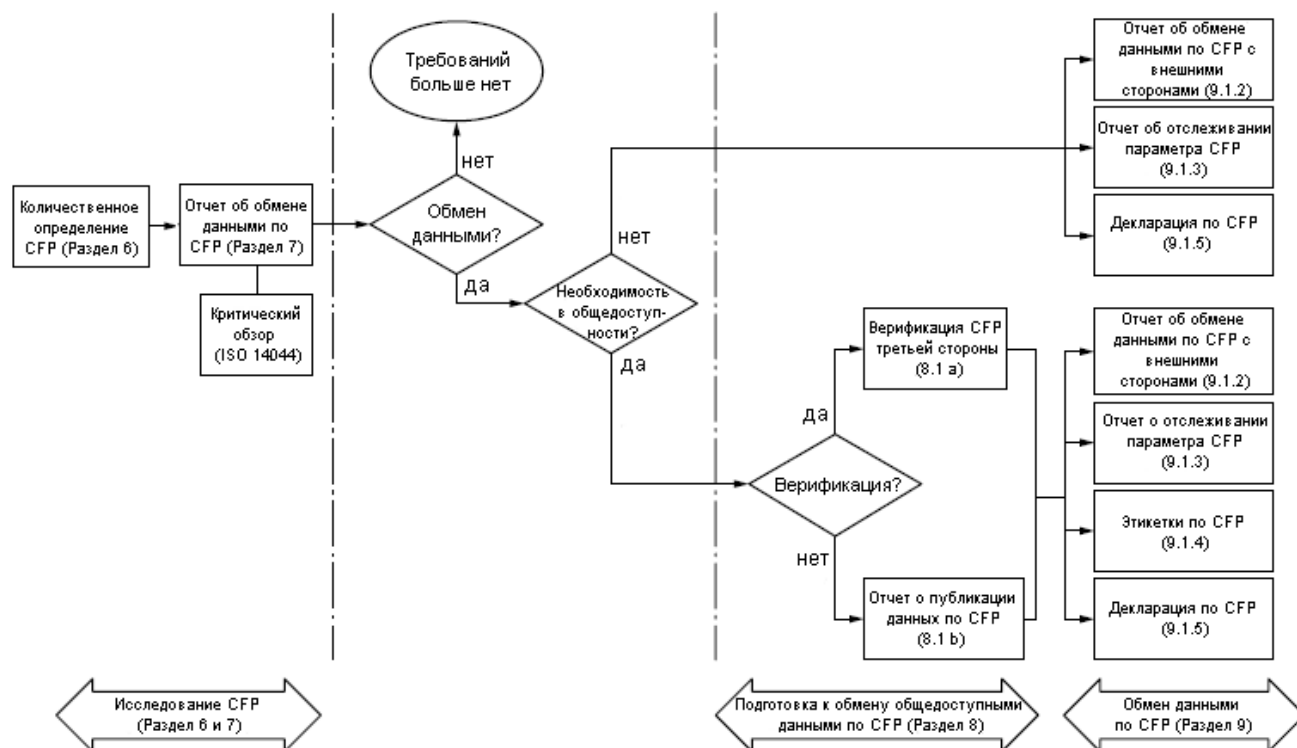 Количественное
определение
CFP (Раздел 6)
Отчет об обмене
данными по
CFP (Раздел 7)
Критический
обзор
(ISO 14044)
Требований
больше нет
нет
Обмен
данными?
да
нет
Необходимость
в общедоступ-
ности?
да
Верификация?
да
нет
Верификация CFP
третьей стороны
(8.1 a)
Отчет о публикации
данных по CFP
(8.1 b)
Отчет об обмене
данными по CFP с
внешними
сторонами (9.1.2)
Отчет об отслеживании
параметра CFP
(9.1.3)
Декларация по CFP
(9.1.5)
Отчет об обмене
данными по CFP с
внешними
сторонами (9.1.2)
Отчет о отслеживании
параметра CFP
(9.1.3)
Этикетки по CFP
(9.1.4)
Декларация по CFP
(9.1.5)
Исследование CFP
(Раздел 6 и 7)
Подготовка к обмену общедоступными
данными по CFP (Раздел 8)
Обмен данными
по CFP (Раздел 9)